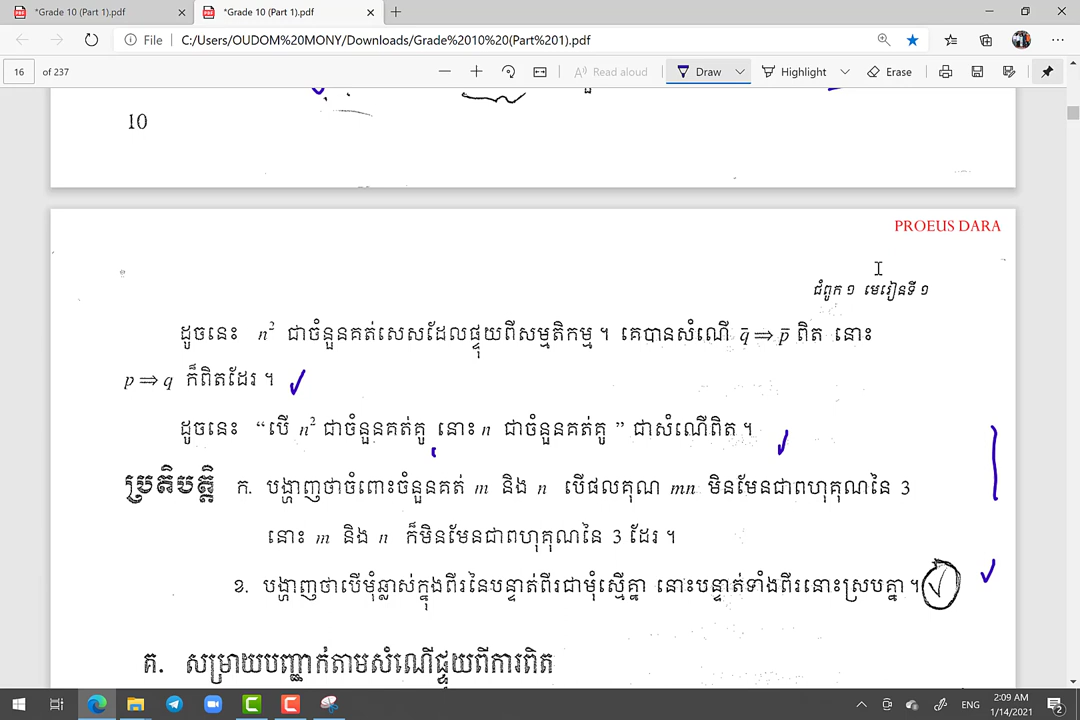 *Grade 10 (Part 1).pdf
*Grade 10 (Part 1).pdf
File C:/Users/OUDOM%20MONY/Downloads/Grade%2010%20(Part%201).pdf
16 of 237 Read aloud Draw Highlight Erase
10
PROEUS DARA
ជំពូក ១ មេរៀនទី ១
ដូចនេះ n² ជាចំនួនគត់សេសដែលផ្ទុយពីសម្មតិកម្ម ។ គេបានសំណើ q̄ ⟹ p̄ ពិត នោះ
p ⟹ q ក៏ពិតដែរ ។
ដូចនេះ “បើ n² ជាចំនួនគត់គូ នោះ n ជាចំនួនគត់គូ” ជាសំណើពិត ។
ប្រតិបត្តិ ក. បង្ហាញថាចំពោះចំនួនគត់ m និង n បើផលគុណ mn មិនមែនជាពហុគុណនៃ 3
នោះ m និង n ក៏មិនមែនជាពហុគុណនៃ 3 ដែរ ។
ខ. បង្ហាញថាបើមុំឆ្លាស់ក្នុងពីរនៃបន្ទាត់ពីរជាមុំស្មើគ្នា នោះបន្ទាត់ទាំងពីរនោះស្របគ្នា ។
គ. សម្រាយបញ្ជាក់តាមសំណើផ្ទុយពីការពិត
ENG
2:09 AM
1/14/2021
2